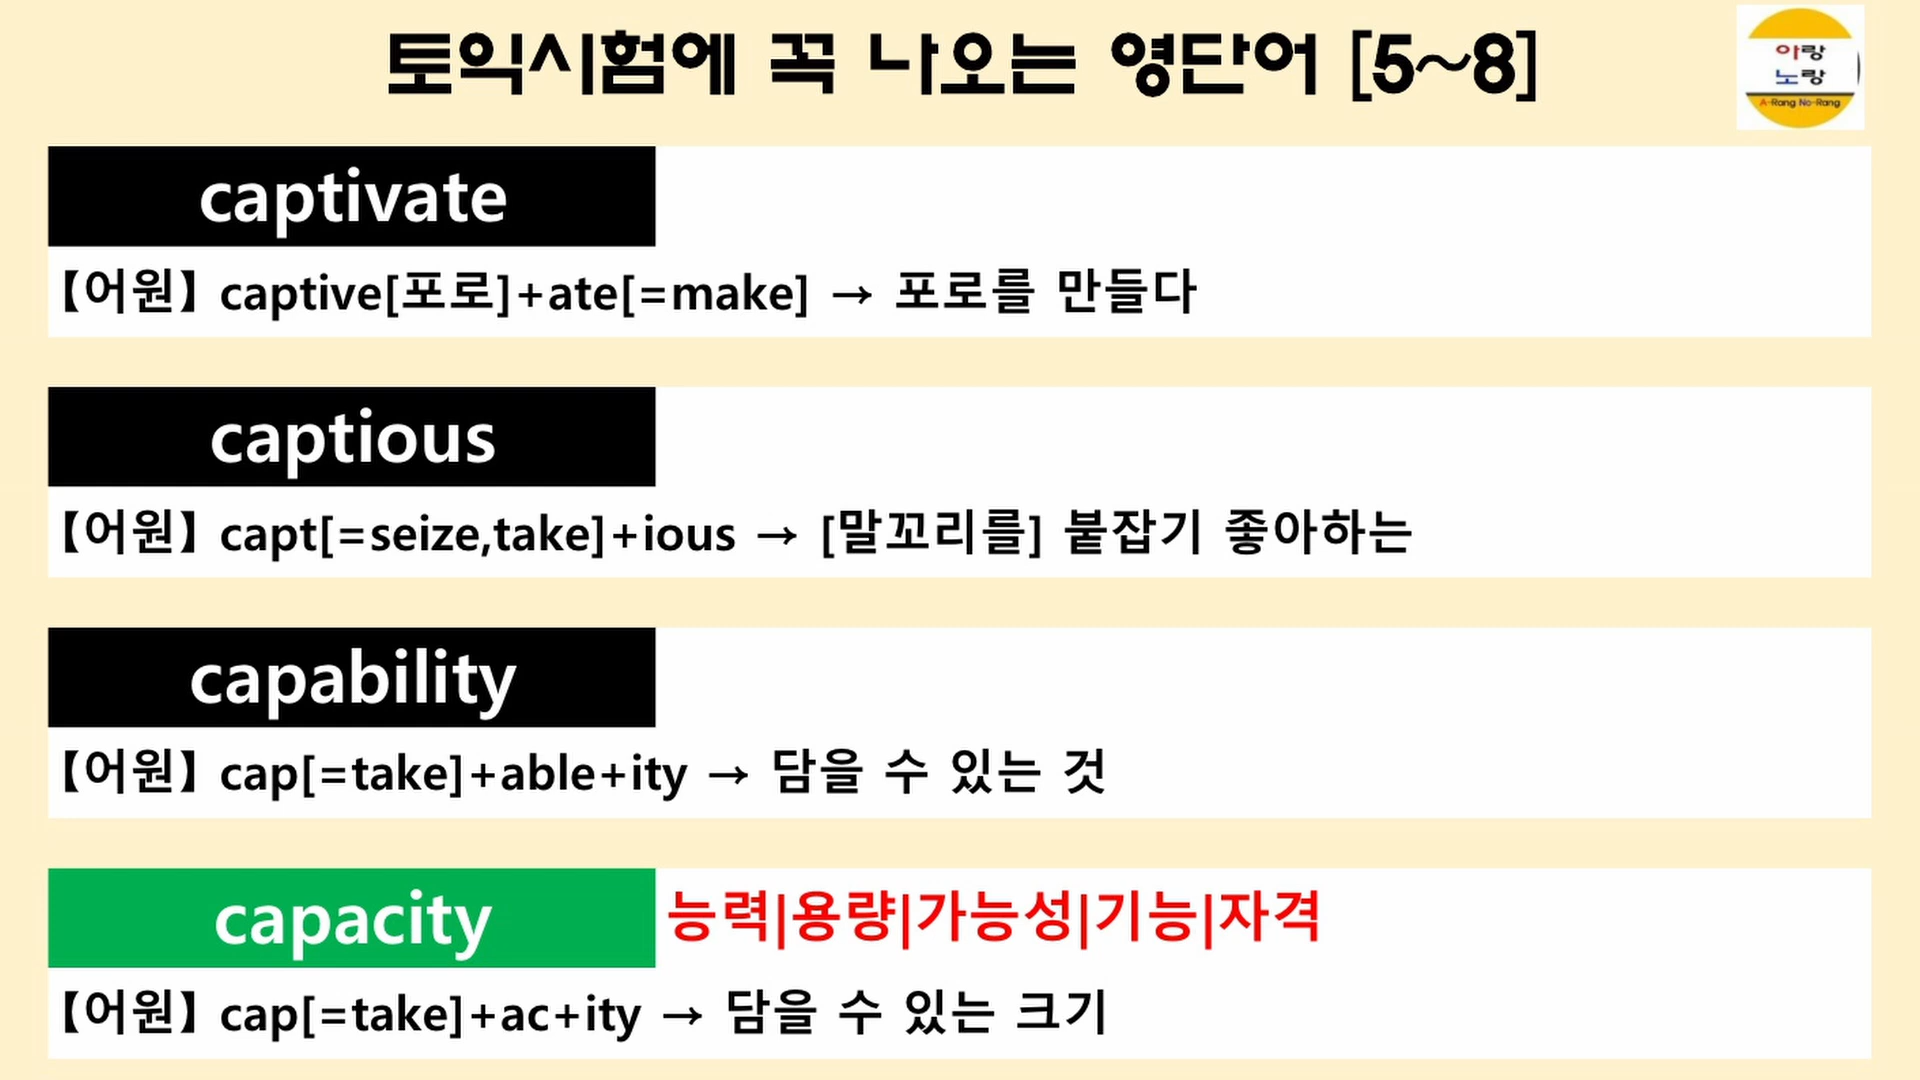 토익시험에 꼭 나오는 영단어 [5~8]
아랑
노랑
A-Rang No-Rang
captivate
【어원】 captive[포로]+ate[=make] → 포로를 만들다
captious
【어원】 capt[=seize,take]+ious → [말꼬리를] 붙잡기 좋아하는
capability
【어원】 cap[=take]+able+ity → 담을 수 있는 것
capacity 능력|용량|가능성|기능|자격
【어원】 cap[=take]+ac+ity → 담을 수 있는 크기